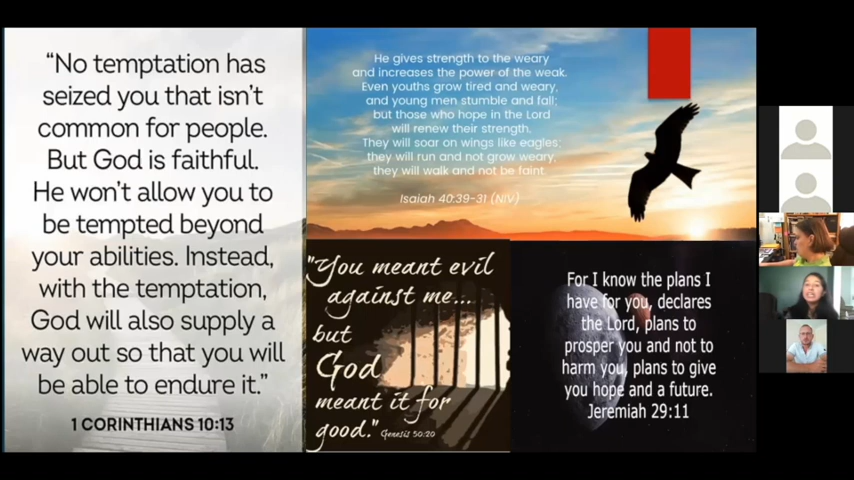 “No temptation has
seized you that isn’t
common for people.
But God is faithful.
He won’t allow you to
be tempted beyond
your abilities. Instead,
with the temptation,
God will also supply a
way out so that you will
be able to endure it.”
1 CORINTHIANS 10:13
He gives strength to the weary
and increases the power of the weak.
Even youths grow tired and weary,
and young men stumble and fall;
but those who hope in the Lord
will renew their strength.
They will soar on wings like eagles;
they will run and not grow weary,
they will walk and not be faint.
Isaiah 40:39-31 (NIV)
"You meant evil
against me...
but
God
meant it for
good." Genesis 50:20
For I know the plans I
have for you, declares
the Lord, plans to
prosper you and not to
harm you, plans to give
you hope and a future.
Jeremiah 29:11